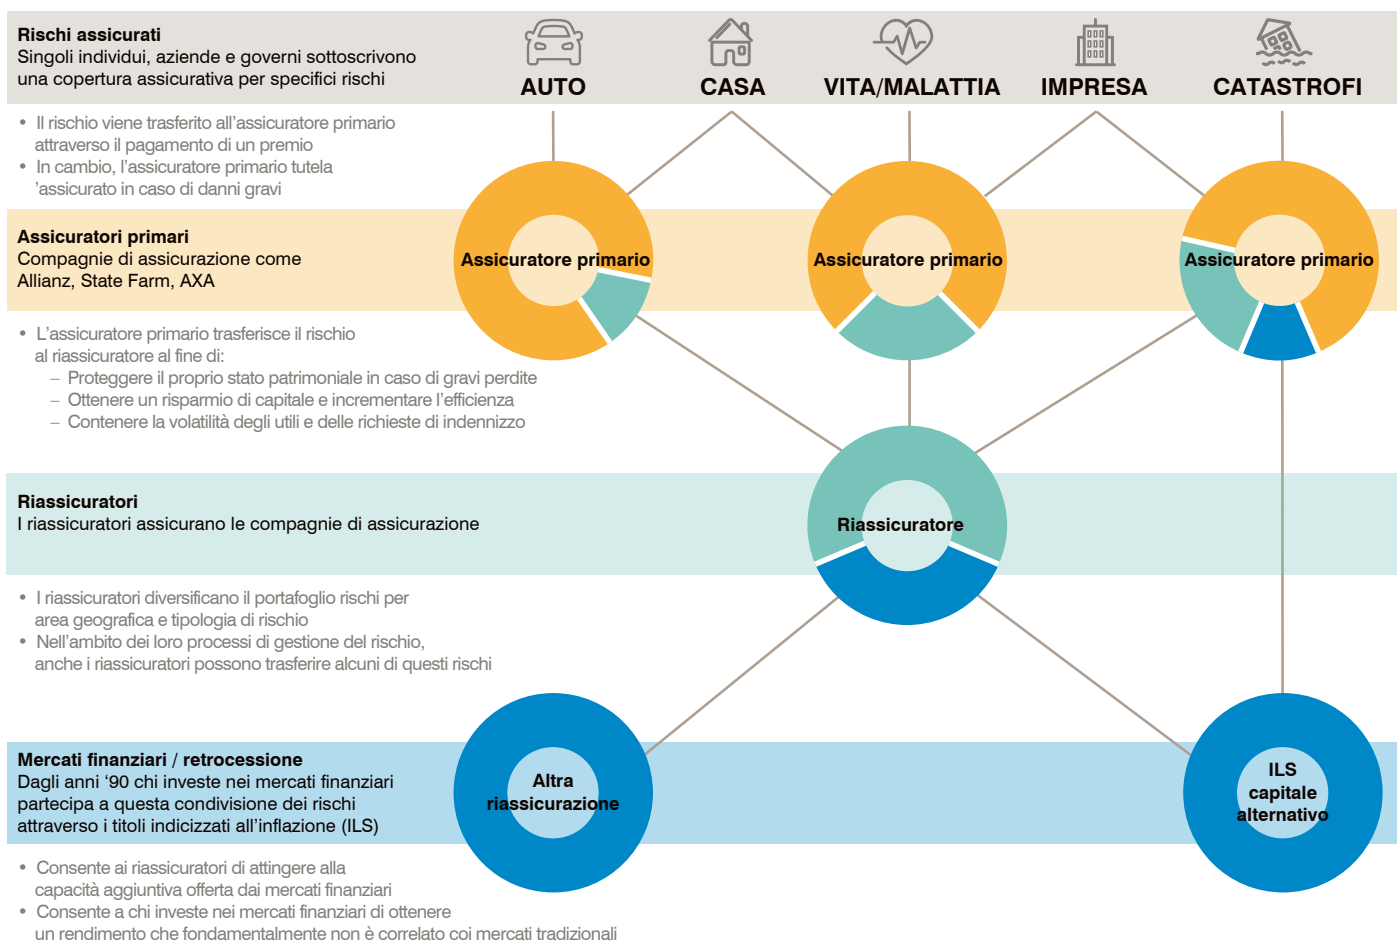 Rischi assicurati
Singoli individui, aziende e governi sottoscrivono
una copertura assicurativa per specifici rischi
AUTO
CASA
VITA/MALATTIA
IMPRESA
CATASTROFI
• Il rischio viene trasferito all’assicuratore primario
attraverso il pagamento di un premio
• In cambio, l’assicuratore primario tutela
’assicurato in caso di danni gravi
Assicuratori primari
Compagnie di assicurazione come
Allianz, State Farm, AXA
Assicuratore primario
Assicuratore primario
Assicuratore primario
• L’assicuratore primario trasferisce il rischio
al riassicuratore al fine di:
– Proteggere il proprio stato patrimoniale in caso di gravi perdite
– Ottenere un risparmio di capitale e incrementare l’efficienza
– Contenere la volatilità degli utili e delle richieste di indennizzo
Riassicuratori
I riassicuratori assicurano le compagnie di assicurazione
Riassicuratore
• I riassicuratori diversificano il portafoglio rischi per
area geografica e tipologia di rischio
• Nell’ambito dei loro processi di gestione del rischio,
anche i riassicuratori possono trasferire alcuni di questi rischi
Mercati finanziari / retrocessione
Dagli anni ‘90 chi investe nei mercati finanziari
partecipa a questa condivisione dei rischi
attraverso i titoli indicizzati all’inflazione (ILS)
Altra
riassicurazione
ILS
capitale
alternativo
• Consente ai riassicuratori di attingere alla
capacità aggiuntiva offerta dai mercati finanziari
• Consente a chi investe nei mercati finanziari di ottenere
un rendimento che fondamentalmente non è correlato coi mercati tradizionali